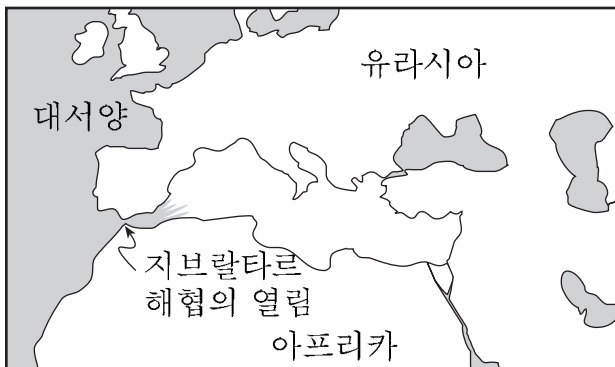 유라시아
대서양
지브랄타르
해협의 열림
아프리카